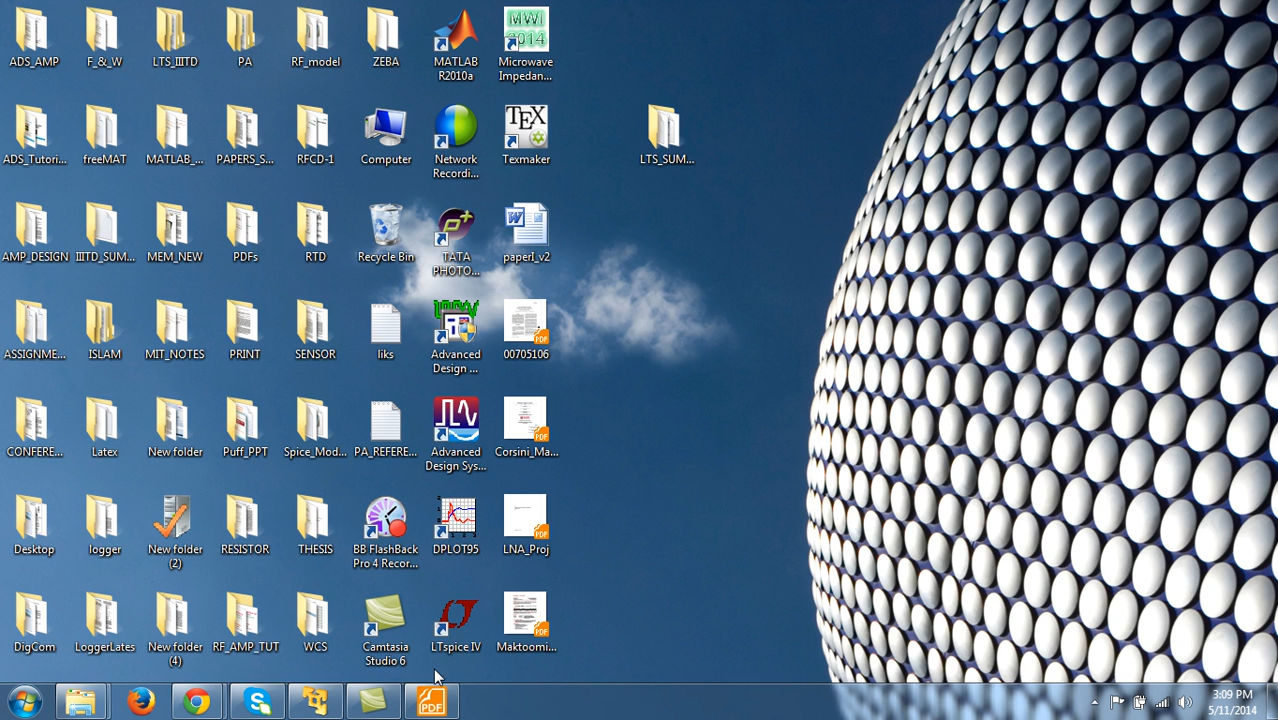 ADS_AMP
F_&_W
LTS_IIITD
PA
RF_model
ZEBA
MATLAB
R2010a
MWI
2014
Microwave
Impedan...
ADS_Tutori...
freeMAT
MATLAB_...
PAPERS_S...
RFCD-1
Computer
Network
Recordi...
TEX
Texmaker
LTS_SUM...
AMP_DESIGN
IIITD_SUM...
MEM_NEW
PDFs
RTD
Recycle Bin
TATA
PHOTO...
paperI_v2
ASSIGNME...
ISLAM
MIT_NOTES
PRINT
SENSOR
liks
Advanced
Design ...
PDF
00705106
CONFERE...
Latex
New folder
Puff_PPT
Spice_Mod...
PA_REFERE...
Advanced
Design Sys...
PDF
Corsini_Ma...
Desktop
logger
New folder
(2)
RESISTOR
THESIS
BB FlashBack
Pro 4 Recor...
DPLOT95
PDF
LNA_Proj
DigCom
LoggerLates
New folder
(4)
RF_AMP_TUT
WCS
Camtasia
Studio 6
LTspice IV
PDF
Maktoomi...
PDF
3:09 PM
5/11/2014